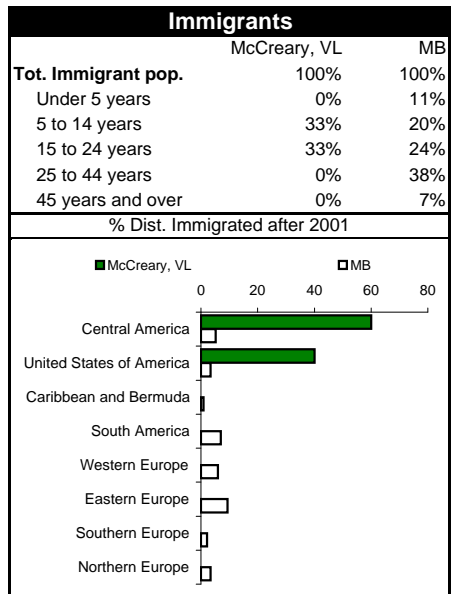 Immigrants
McCreary, VL MB
Tot. Immigrant pop. 100% 100%
Under 5 years 0% 11%
5 to 14 years 33% 20%
15 to 24 years 33% 24%
25 to 44 years 0% 38%
45 years and over 0% 7%
% Dist. Immigrated after 2001
McCreary, VL MB
0 20 40 60 80
Central America
United States of America
Caribbean and Bermuda
South America
Western Europe
Eastern Europe
Southern Europe
Northern Europe